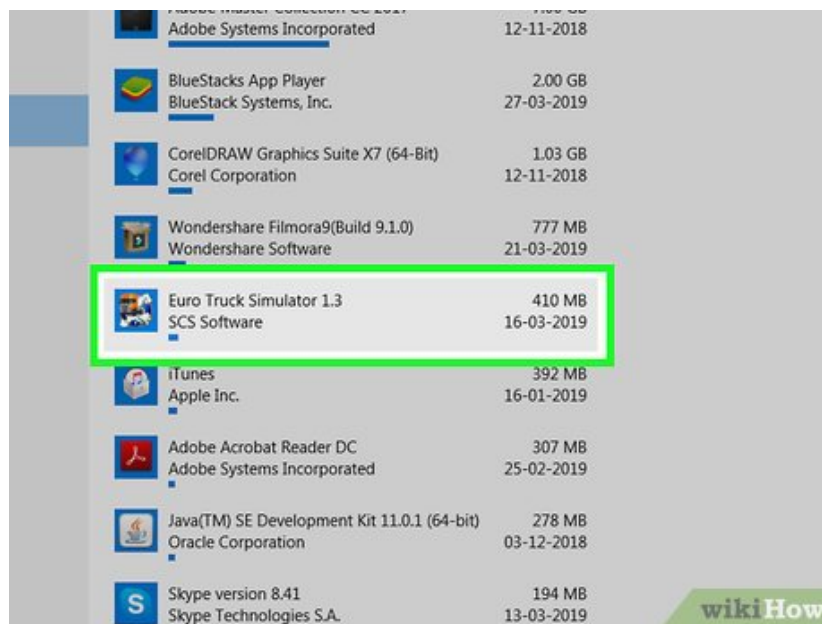 Adobe Master Collection CC 2017
Adobe Systems Incorporated 12-11-2018
BlueStacks App Player 2.00 GB
BlueStack Systems, Inc. 27-03-2019
CorelDRAW Graphics Suite X7 (64-Bit) 1.03 GB
Corel Corporation 12-11-2018
Wondershare Filmora9(Build 9.1.0) 777 MB
Wondershare Software 21-03-2019
Euro Truck Simulator 1.3 410 MB
SCS Software 16-03-2019
iTunes 392 MB
Apple Inc. 16-01-2019
Adobe Acrobat Reader DC 307 MB
Adobe Systems Incorporated 25-02-2019
Java(TM) SE Development Kit 11.0.1 (64-bit) 278 MB
Oracle Corporation 03-12-2018
S
Skype version 8.41 194 MB
Skype Technologies S.A. 13-03-2019
wikiHow